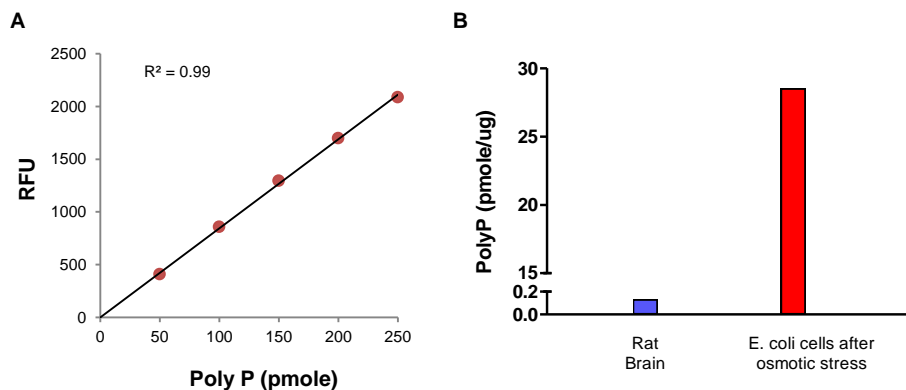 A
R² = 0.99
RFU
2500
2000
1500
1000
500
0
0 50 100 150 200 250
Poly P (pmole)
B
PolyP (pmole/ug)
30
25
20
15
0.2
0.0
Rat
Brain
E. coli cells after
osmotic stress